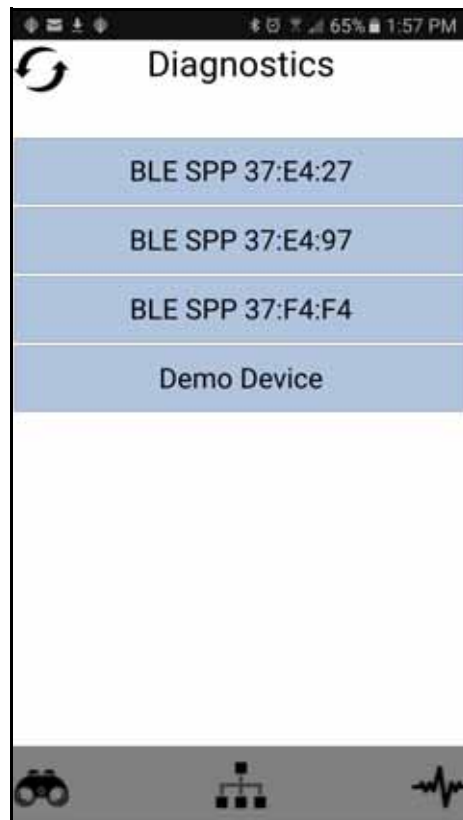 65% 1:57 PM
Diagnostics
BLE SPP 37:E4:27
BLE SPP 37:E4:97
BLE SPP 37:F4:F4
Demo Device